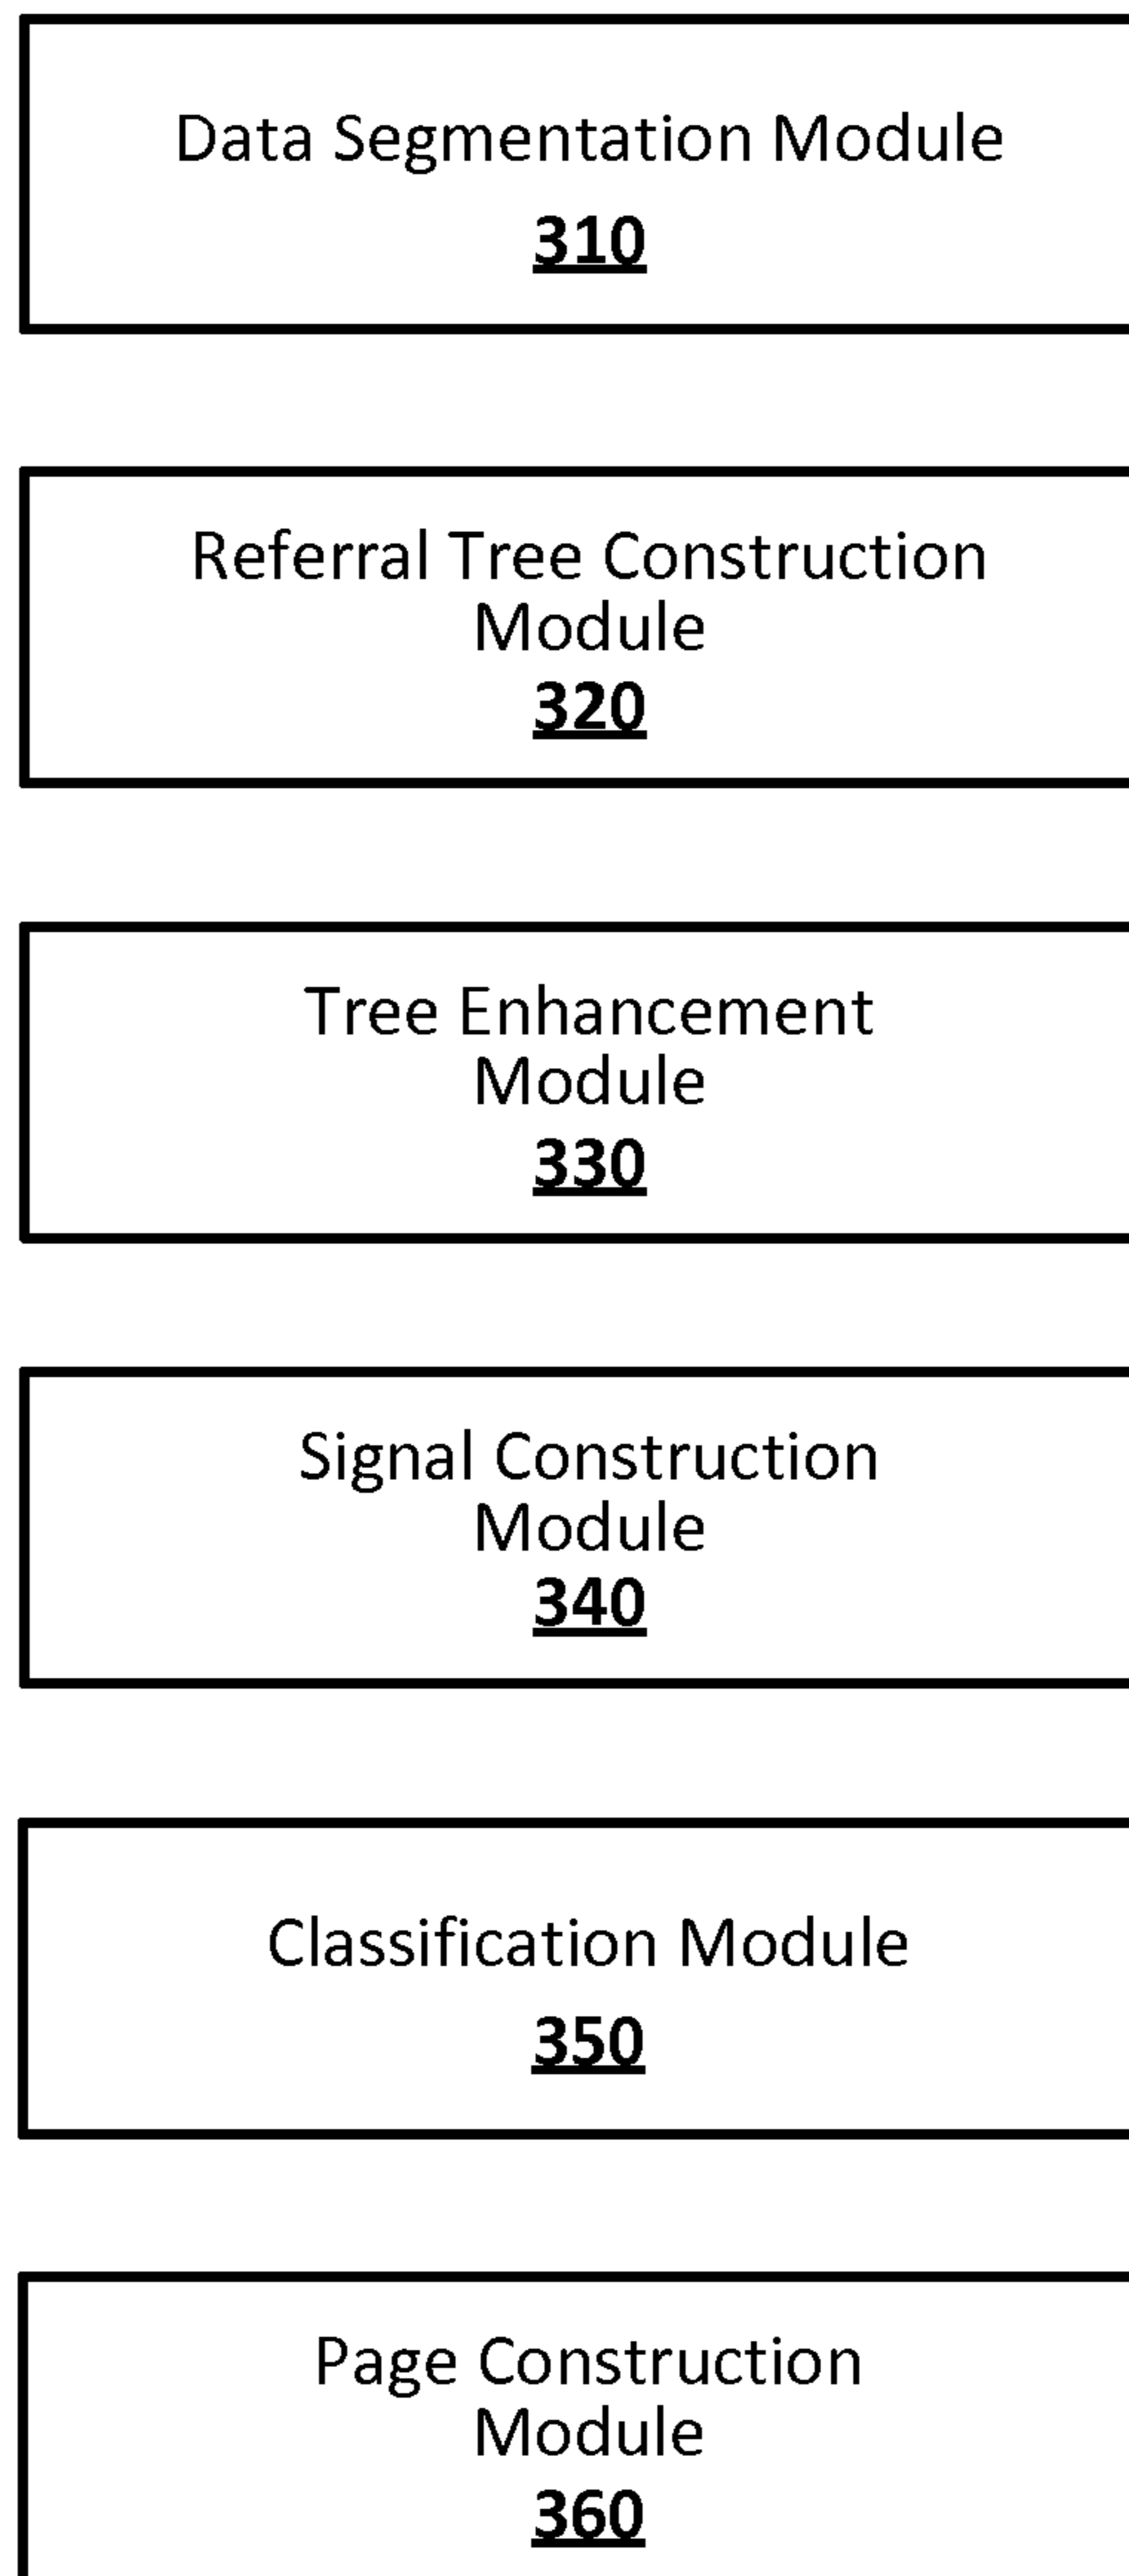 Data Segmentation Module
310
Referral Tree Construction
Module
320
Tree Enhancement
Module
330
Signal Construction
Module
340
Classification Module
350
Page Construction
Module
360